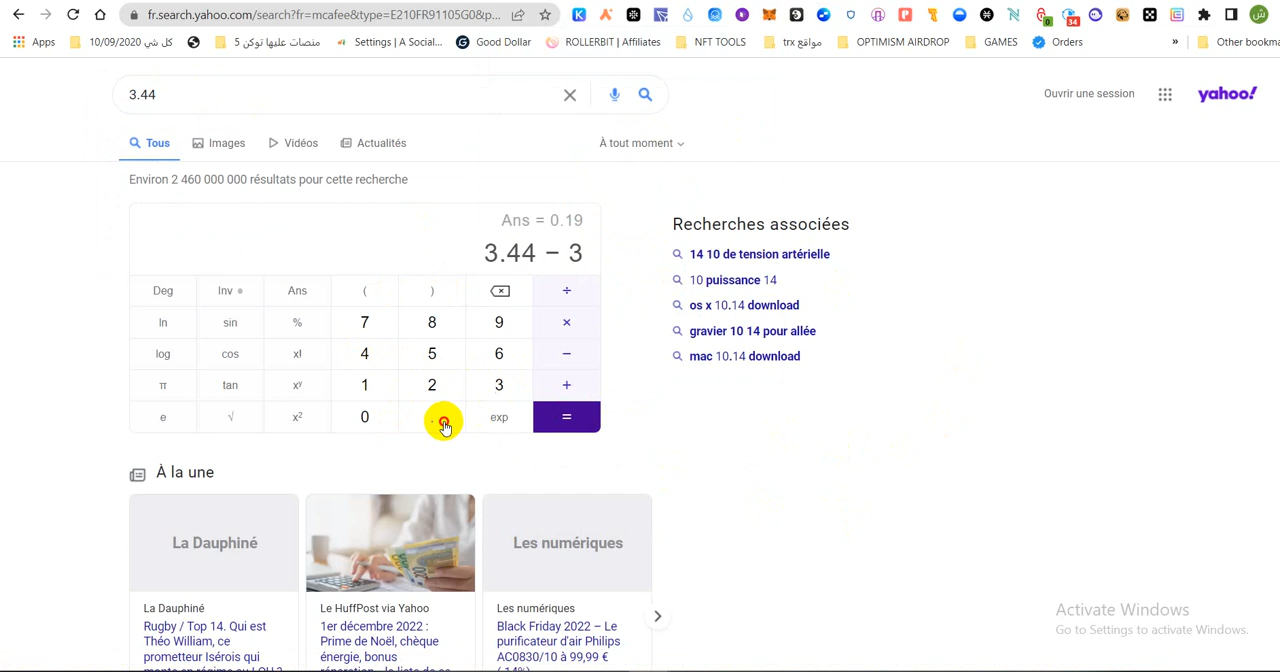 fr.search.yahoo.com/search?fr=mcafee&type=E210FR91105G0&p...
Apps
كل شي 10/09/2020
منصات عليها توكن 5
Settings | A Social...
Good Dollar
ROLLERBIT | Affiliates
NFT TOOLS
مواقع trx
OPTIMISM AIRDROP
GAMES
Orders
»
Other bookma
3.44
Ouvrir une session
yahoo!
Tous
Images
Vidéos
Actualités
À tout moment
Environ 2 460 000 000 résultats pour cette recherche
Ans = 0.19
3.44 − 3
Deg Inv Ans ( ) ÷
ln sin % 7 8 9 ×
log cos x! 4 5 6 −
π tan xʸ 1 2 3 +
e √ x² 0 . exp =
Recherches associées
14 10 de tension artérielle
10 puissance 14
os x 10.14 download
gravier 10 14 pour allée
mac 10.14 download
À la une
La Dauphiné
La Dauphiné
Rugby / Top 14. Qui est
Théo William, ce
prometteur Isérois qui
Le HuffPost via Yahoo
1er décembre 2022 :
Prime de Noël, chèque
énergie, bonus
Les numériques
Les numériques
Black Friday 2022 – Le
purificateur d'air Philips
AC0830/10 à 99,99 €
(-14%)
Activate Windows
Go to Settings to activate Windows.